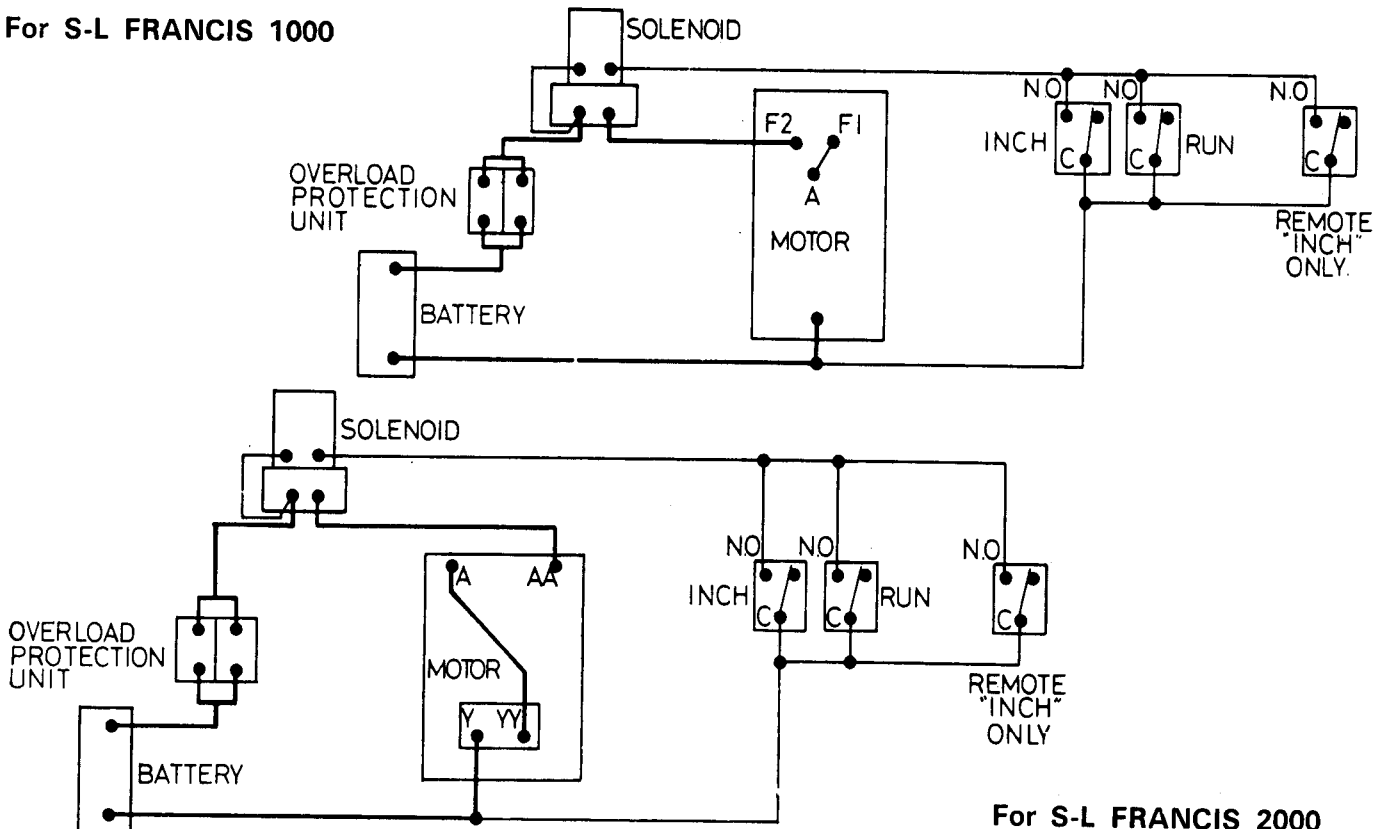 For S-L FRANCIS 1000
SOLENOID
N.O
N.O
N.O
F2
F1
INCH
C
C
RUN
C
OVERLOAD
PROTECTION
UNIT
A
MOTOR
REMOTE
"INCH"
ONLY.
BATTERY
SOLENOID
N.O
N.O
N.O
A
AA
INCH
C
C
RUN
C
OVERLOAD
PROTECTION
UNIT
MOTOR
Y
YY
REMOTE
"INCH"
ONLY
BATTERY
For S-L FRANCIS 2000